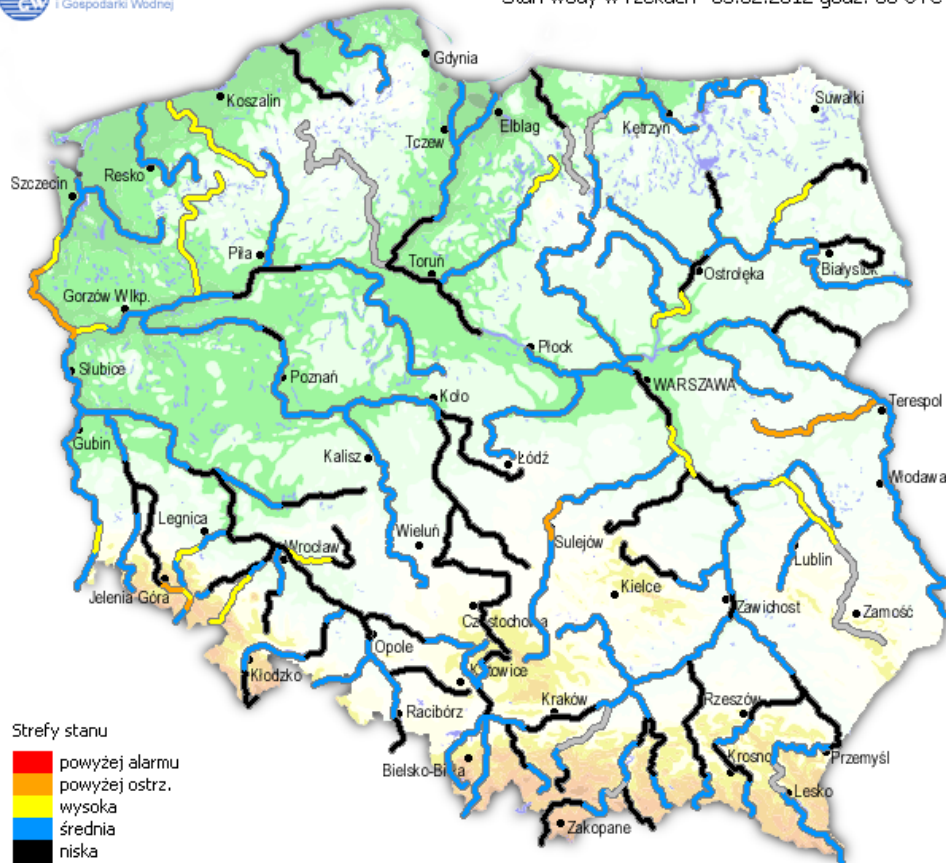 GW
i Gospodarki Wodnej
Gdynia
Koszalin
Suwałki
Elbląg
Kętrzyn
Tczew
Resko
Szczecin
Piła
Toruń
Białystok
Ostrołęka
Gorzów Wlkp.
Płock
Słubice
Poznań
WARSZAWA
Koło
Terespol
Gubin
Kalisz
Łódź
Włodawa
Legnica
Wieluń
Sulejów
Wrocław
Lublin
Jelenia Góra
Kielce
Zawichost
Zamość
Częstochowa
Opole
Kłodzko
Katowice
Kraków
Rzeszów
Racibórz
Strefy stanu
powyżej alarmu
Bielsko-Biała
Krosno
Przemyśl
powyżej ostrz.
Lesko
wysoka
średnia
Zakopane
niska